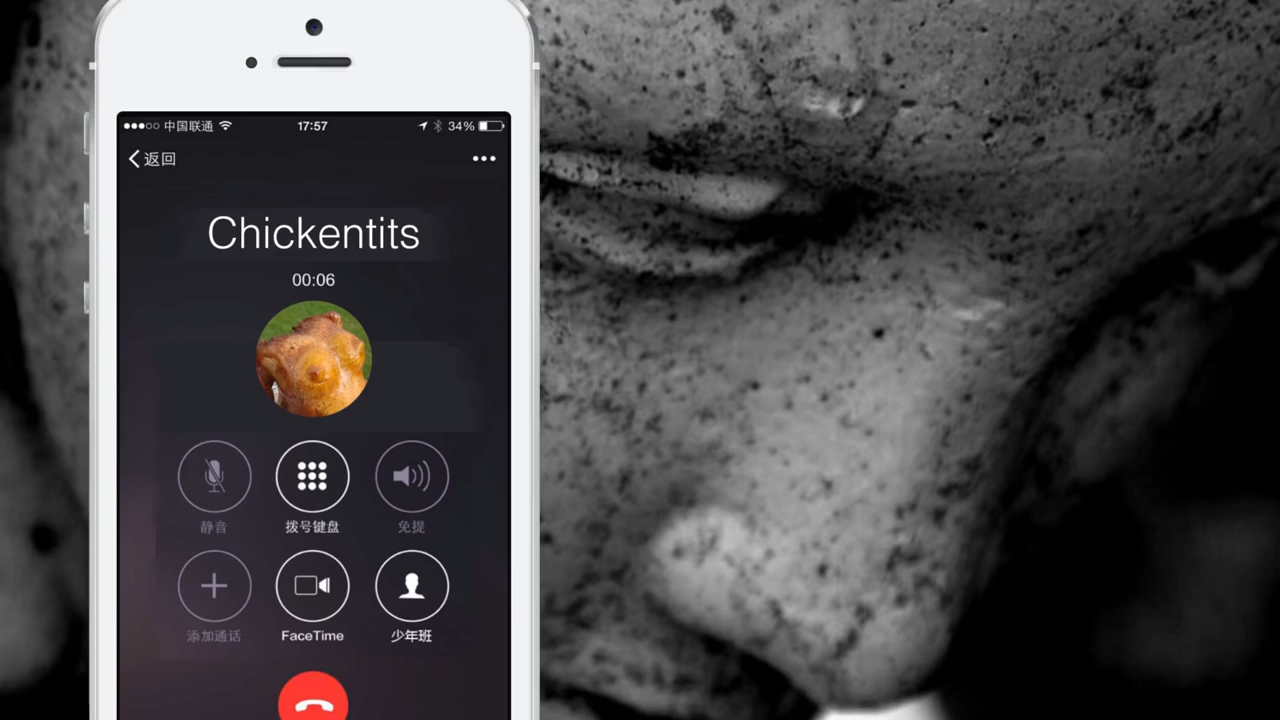 中国联通 17:57 34%
返回
Chickentits
00:06
静音 拨号键盘 免提
添加通话 FaceTime 少年班